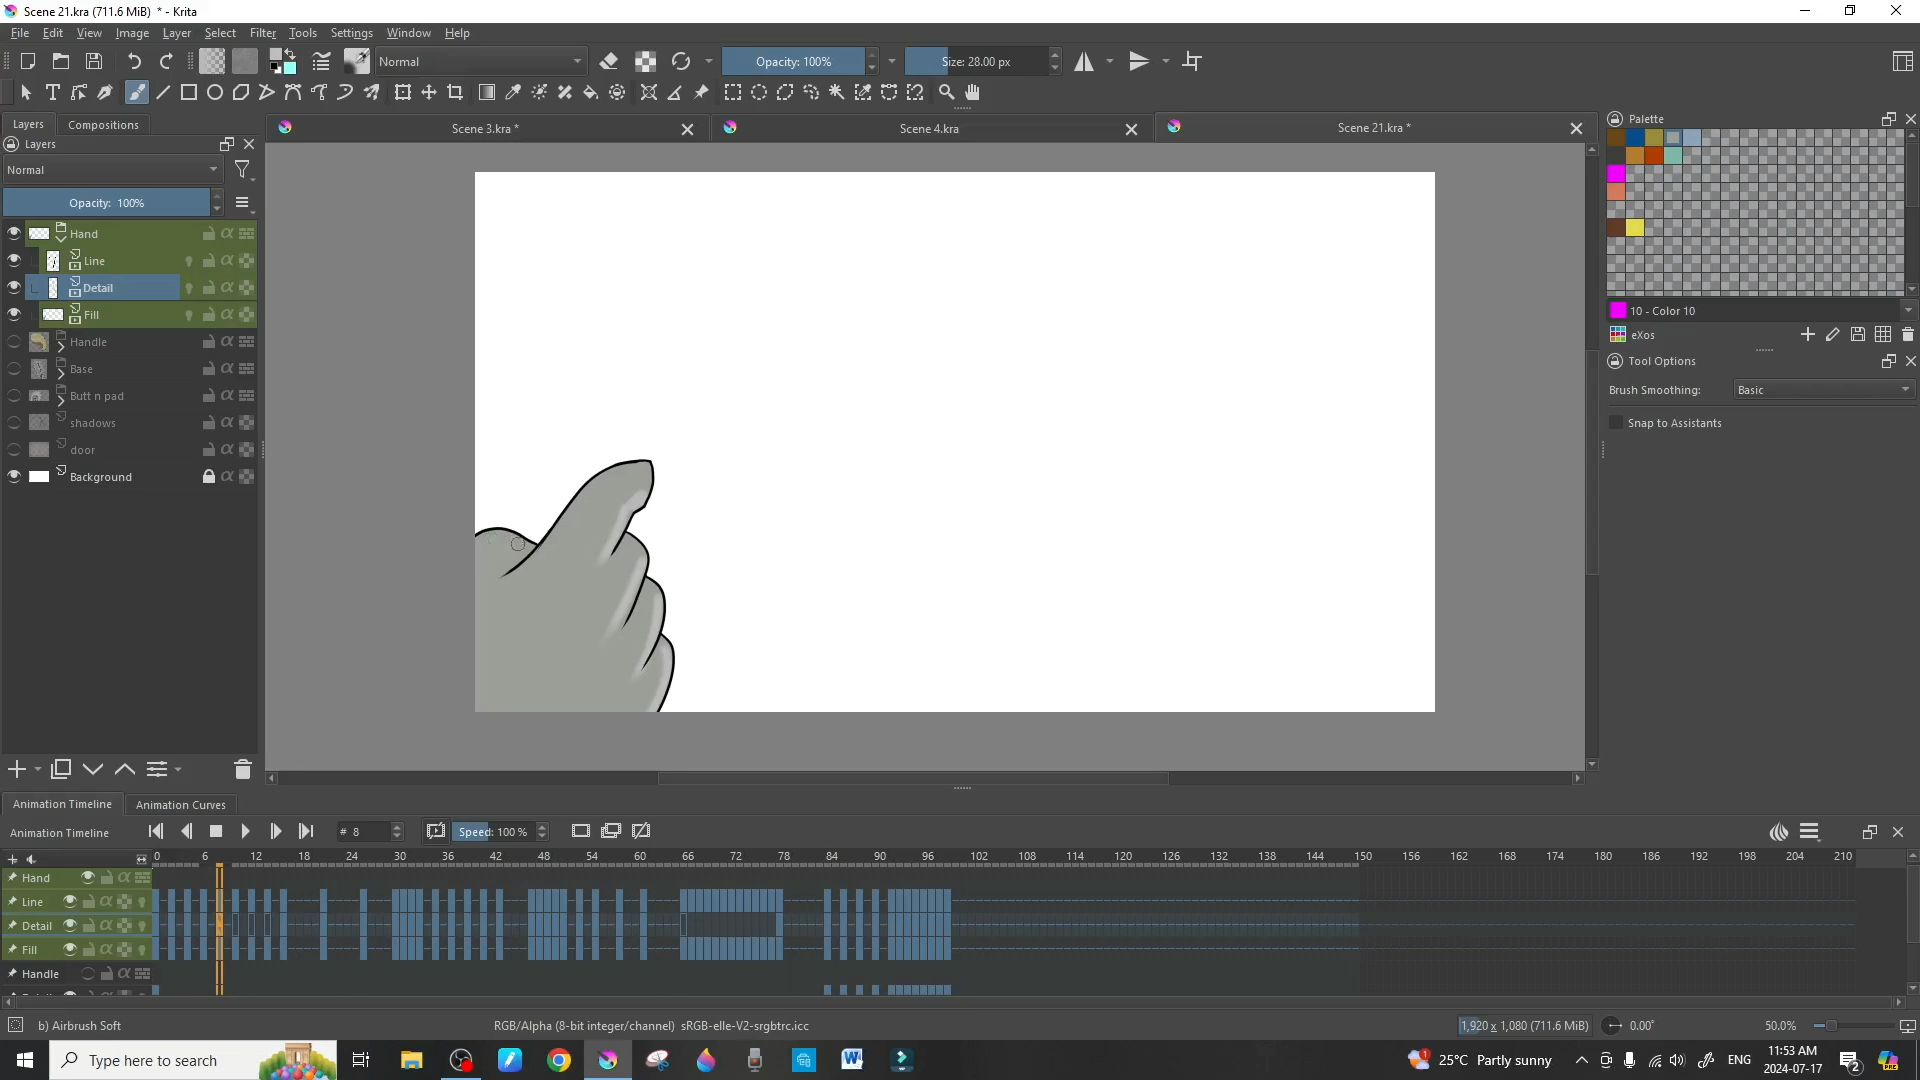 Scene 21.kra (711.6 MiB) * - Krita
File Edit View Image Layer Select Filter Tools Settings Window Help
Normal
Opacity: 100%
Size: 28.00 px
Layers Compositions
Scene 3.kra *
Scene 4.kra
Scene 21.kra *
Palette
Layers
Normal
Opacity: 100%
Hand
Line
Detail
Fill
Handle
Base
Butt n pad
shadows
door
Background
10 - Color 10
eXos
Tool Options
Brush Smoothing: Basic
Snap to Assistants
Animation Timeline Animation Curves
Animation Timeline
# 8
Speed: 100 %
0 6 12 18 24 30 36 42 48 54 60 66 72 78 84 90 96 102 108 114 120 126 132 138 144 150 156 162 168 174 180 186 192 198 204 210
Hand
Line
Detail
Fill
Handle
b) Airbrush Soft
RGB/Alpha (8-bit integer/channel) sRGB-elle-V2-srgbtrc.icc
1,920 x 1,080 (711.6 MiB)
0.00°
50.0%
Type here to search
25°C Partly sunny
ENG
11:53 AM
2024-07-17